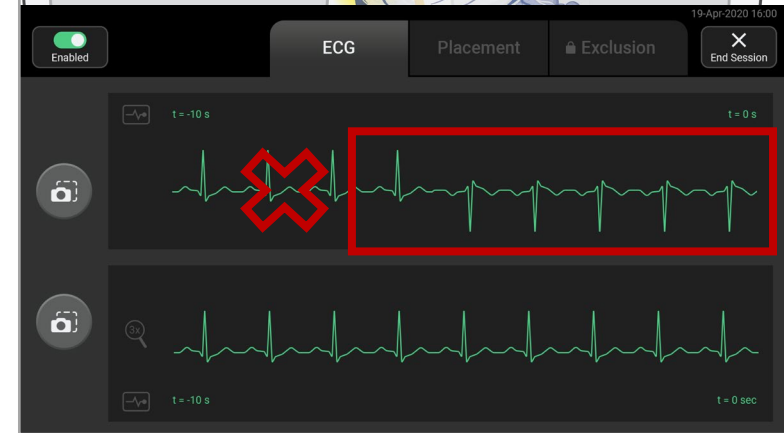 19-Apr-2020 16:00
Enabled
ECG
Placement
Exclusion
End Session
t = -10 s
t = 0 s
3x
t = -10 s
t = 0 sec